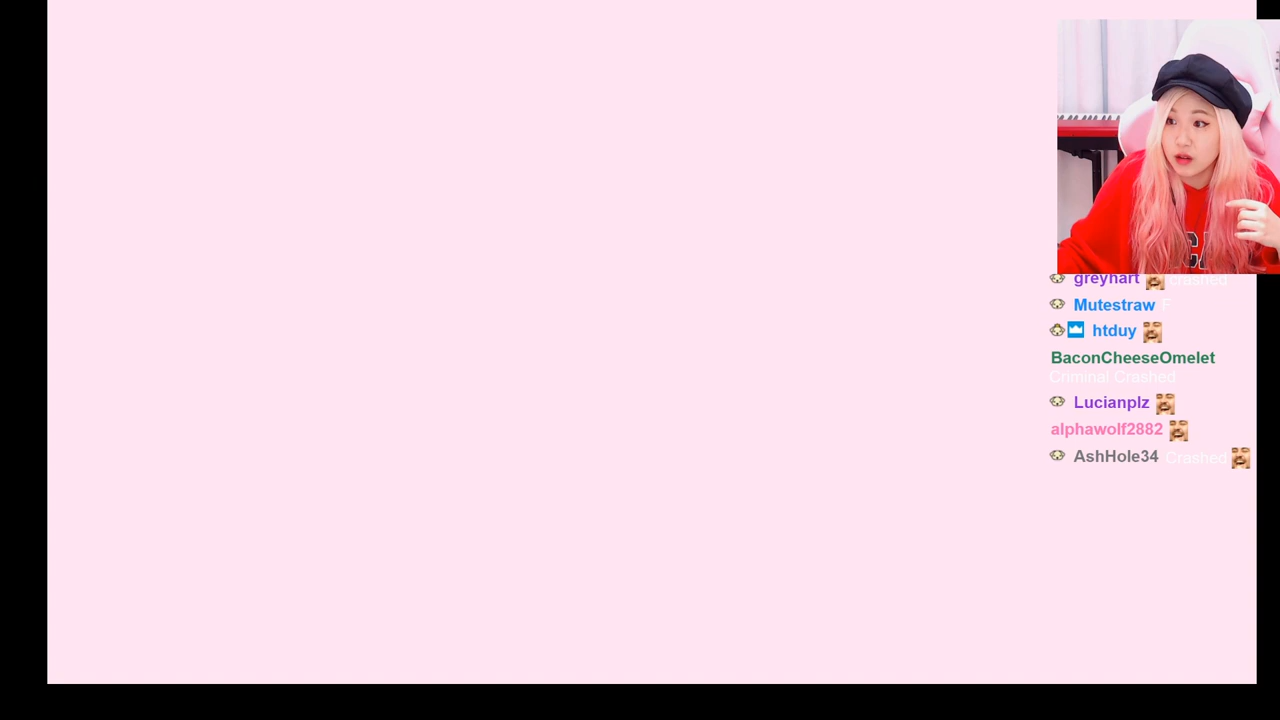 greyhart crashed
Mutestraw F
htduy
BaconCheeseOmelet
Criminal Crashed
Lucianplz
alphawolf2882
AshHole34 Crashed